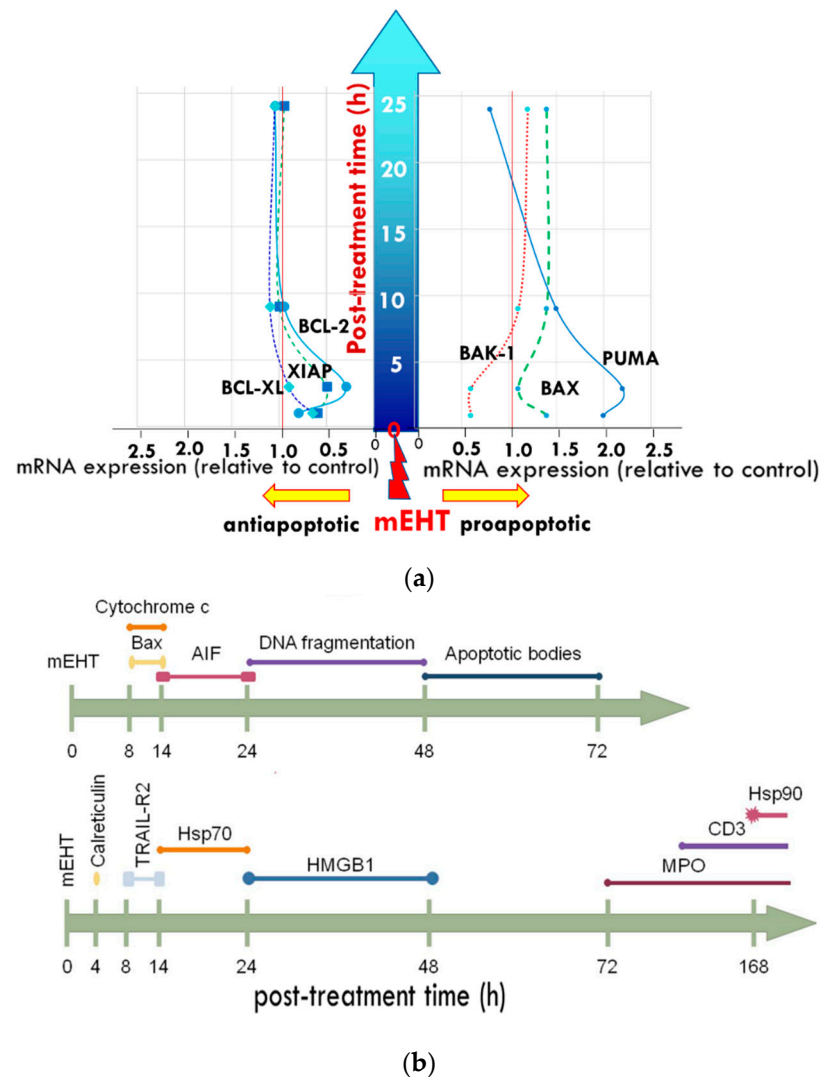 Post-treatment time (h)
25
20
15
10
5
0
BCL-2
XIAP
BCL-XL
BAK-1
PUMA
BAX
2.5 2.0 1.5 1.0 0.5 0
0 0.5 1.0 1.5 2.0 2.5
mRNA expression (relative to control)
mRNA expression (relative to control)
antiapoptotic mEHT proapoptotic
(a)
Cytochrome c
Bax
mEHT
AIF
DNA fragmentation
Apoptotic bodies
0 8 14 24 48 72
mEHT
Calreticulin
TRAIL-R2
Hsp70
HMGB1
Hsp90
CD3
MPO
0 4 8 14 24 48 72 168
post-treatment time (h)
(b)